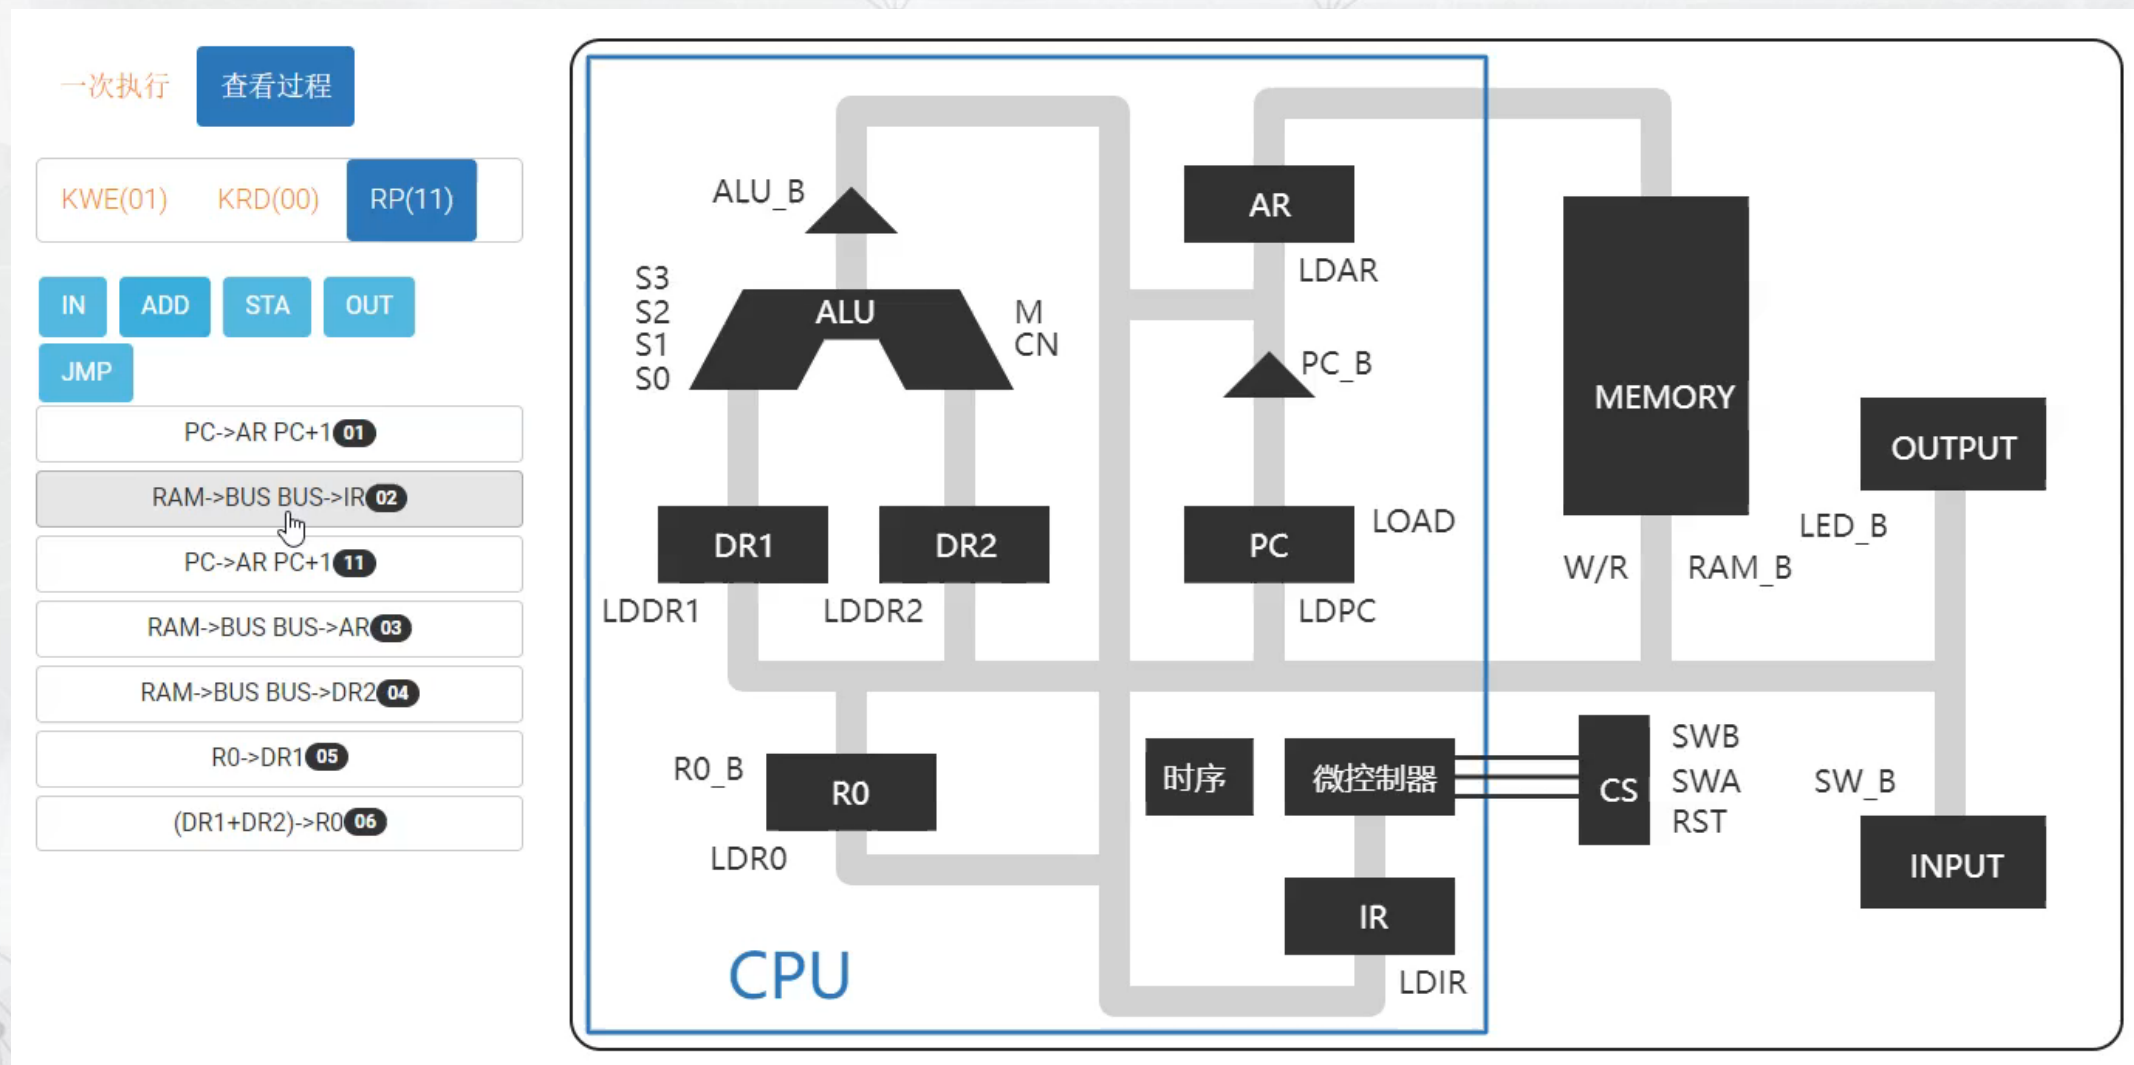 一次执行 查看过程
KWE(01) KRD(00) RP(11)
IN ADD STA OUT
JMP
PC->AR PC+1 01
RAM->BUS BUS->IR 02
PC->AR PC+1 11
RAM->BUS BUS->AR 03
RAM->BUS BUS->DR2 04
R0->DR1 05
(DR1+DR2)->R0 06
ALU_B
S3
S2
S1
S0
ALU
M
CN
AR
LDAR
PC_B
MEMORY
OUTPUT
DR1
DR2
PC
LOAD
LED_B
W/R
RAM_B
LDDR1
LDDR2
LDPC
R0_B
R0
LDR0
时序
微控制器
CS
SWB
SWA
RST
SW_B
INPUT
IR
LDIR
CPU